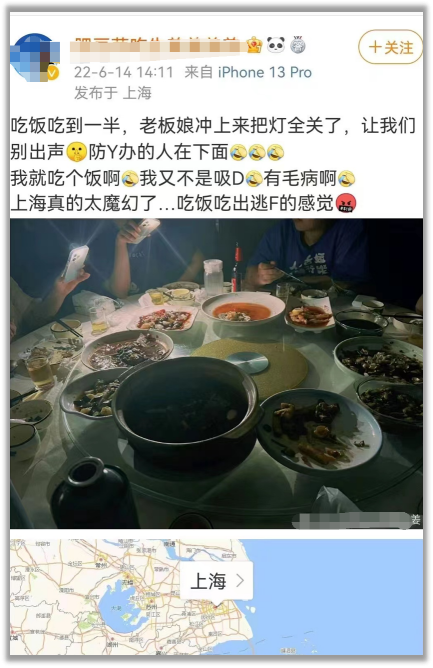 +关注
22-6-14 14:11 来自 iPhone 13 Pro
发布于 上海
吃饭吃到一半，老板娘冲上来把灯全关了，让我们
别出声🤫防Y办的人在下面🤣🤣🤣
我就吃个饭啊🤣我又不是吸D🤣有毛病啊🤣
上海真的太魔幻了...吃饭吃出逃F的感觉🤬
姜
上海 >